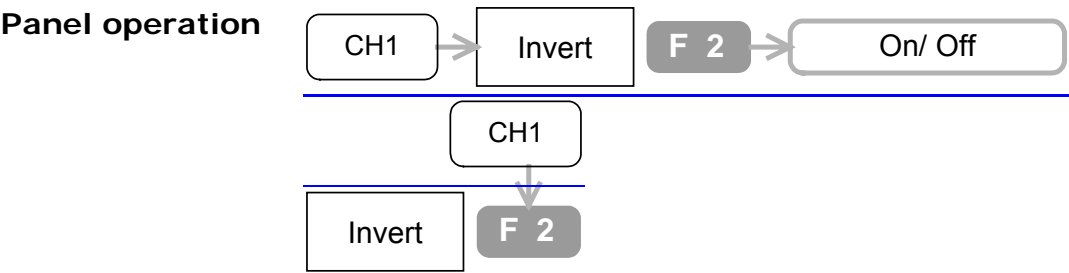 Panel operation CH1 Invert F 2 On/ Off
CH1
Invert F 2